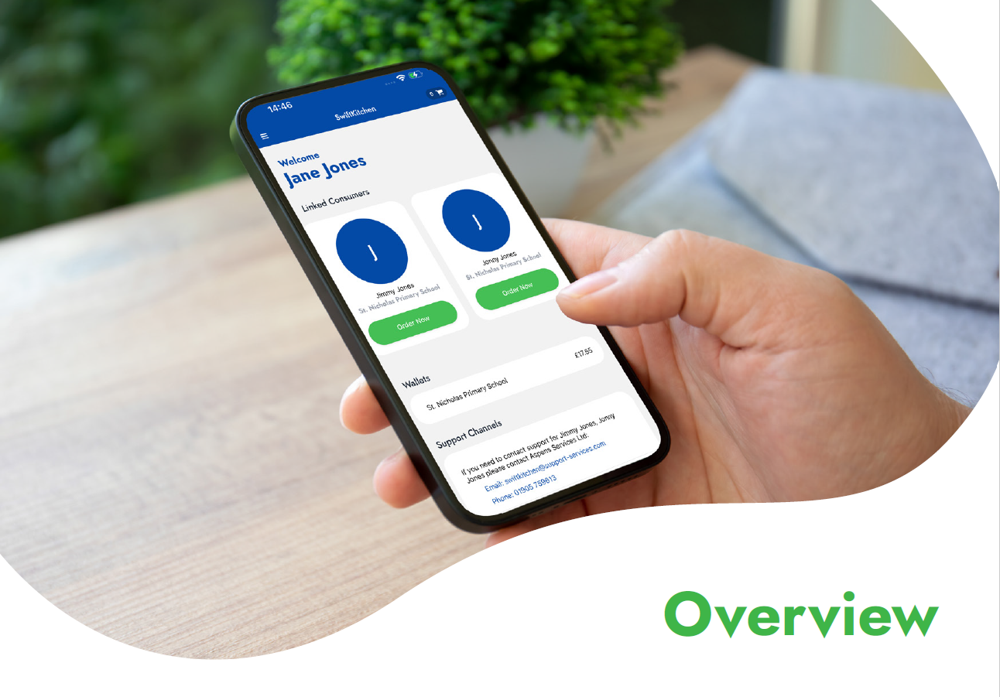 14:46
0
SwiftKitchen
Welcome
Jane Jones
Linked Consumers
J
Jimmy Jones
St. Nicholas Primary School
Order Now
J
Jonny Jones
St. Nicholas Primary School
Order Now
Wallets
St. Nicholas Primary School £17.65
Support Channels
If you need to contact support for Jimmy Jones, Jonny
Jones please contact Aspens Services Ltd:
Email: swiftkitchen@support-services.com
Phone: 01905 759613
Overview